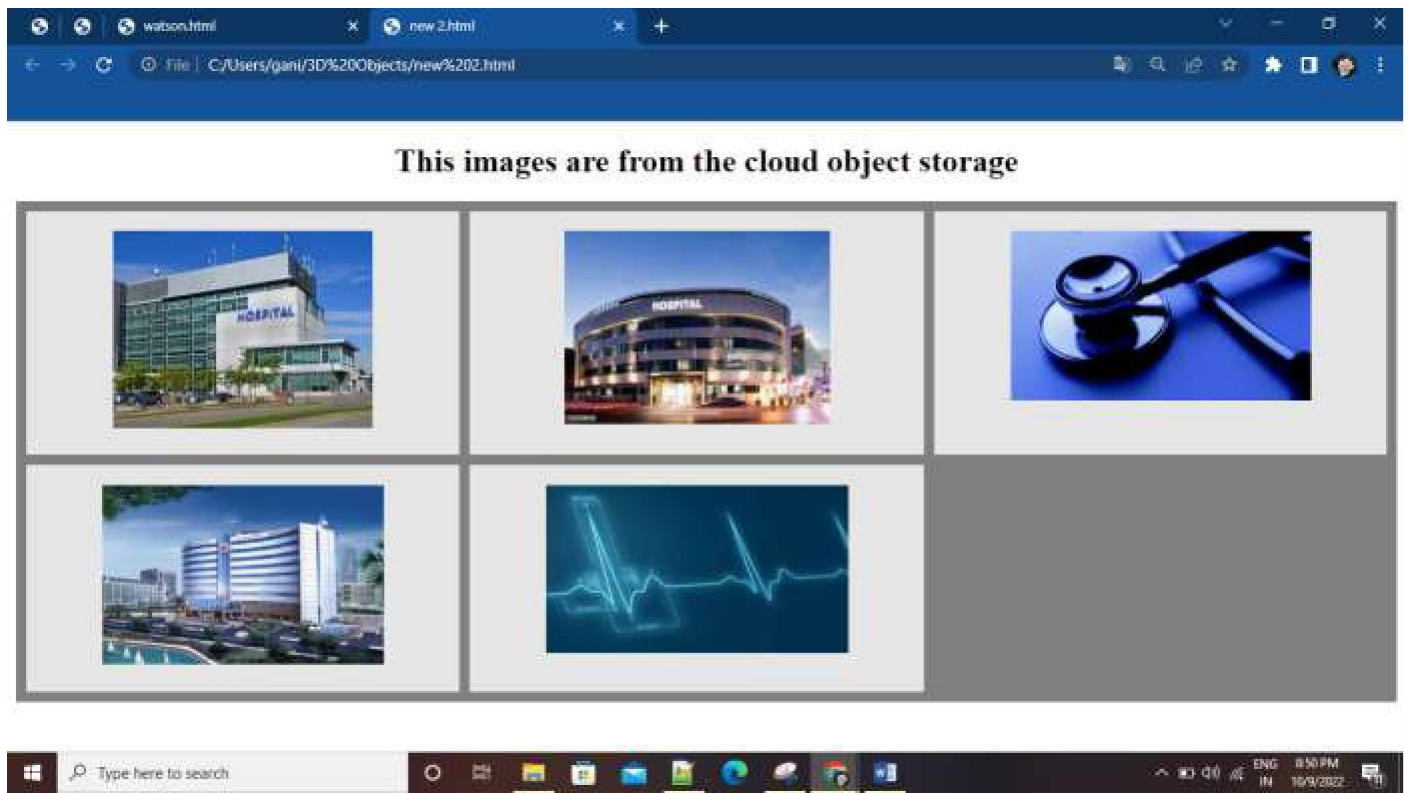 watson.html
new 2.html
File | C:/Users/gani/3D%20Objects/new%202.html
This images are from the cloud object storage
HOSPITAL
HOSPITAL
Type here to search
ENG
IN
8:50 PM
10/9/2022